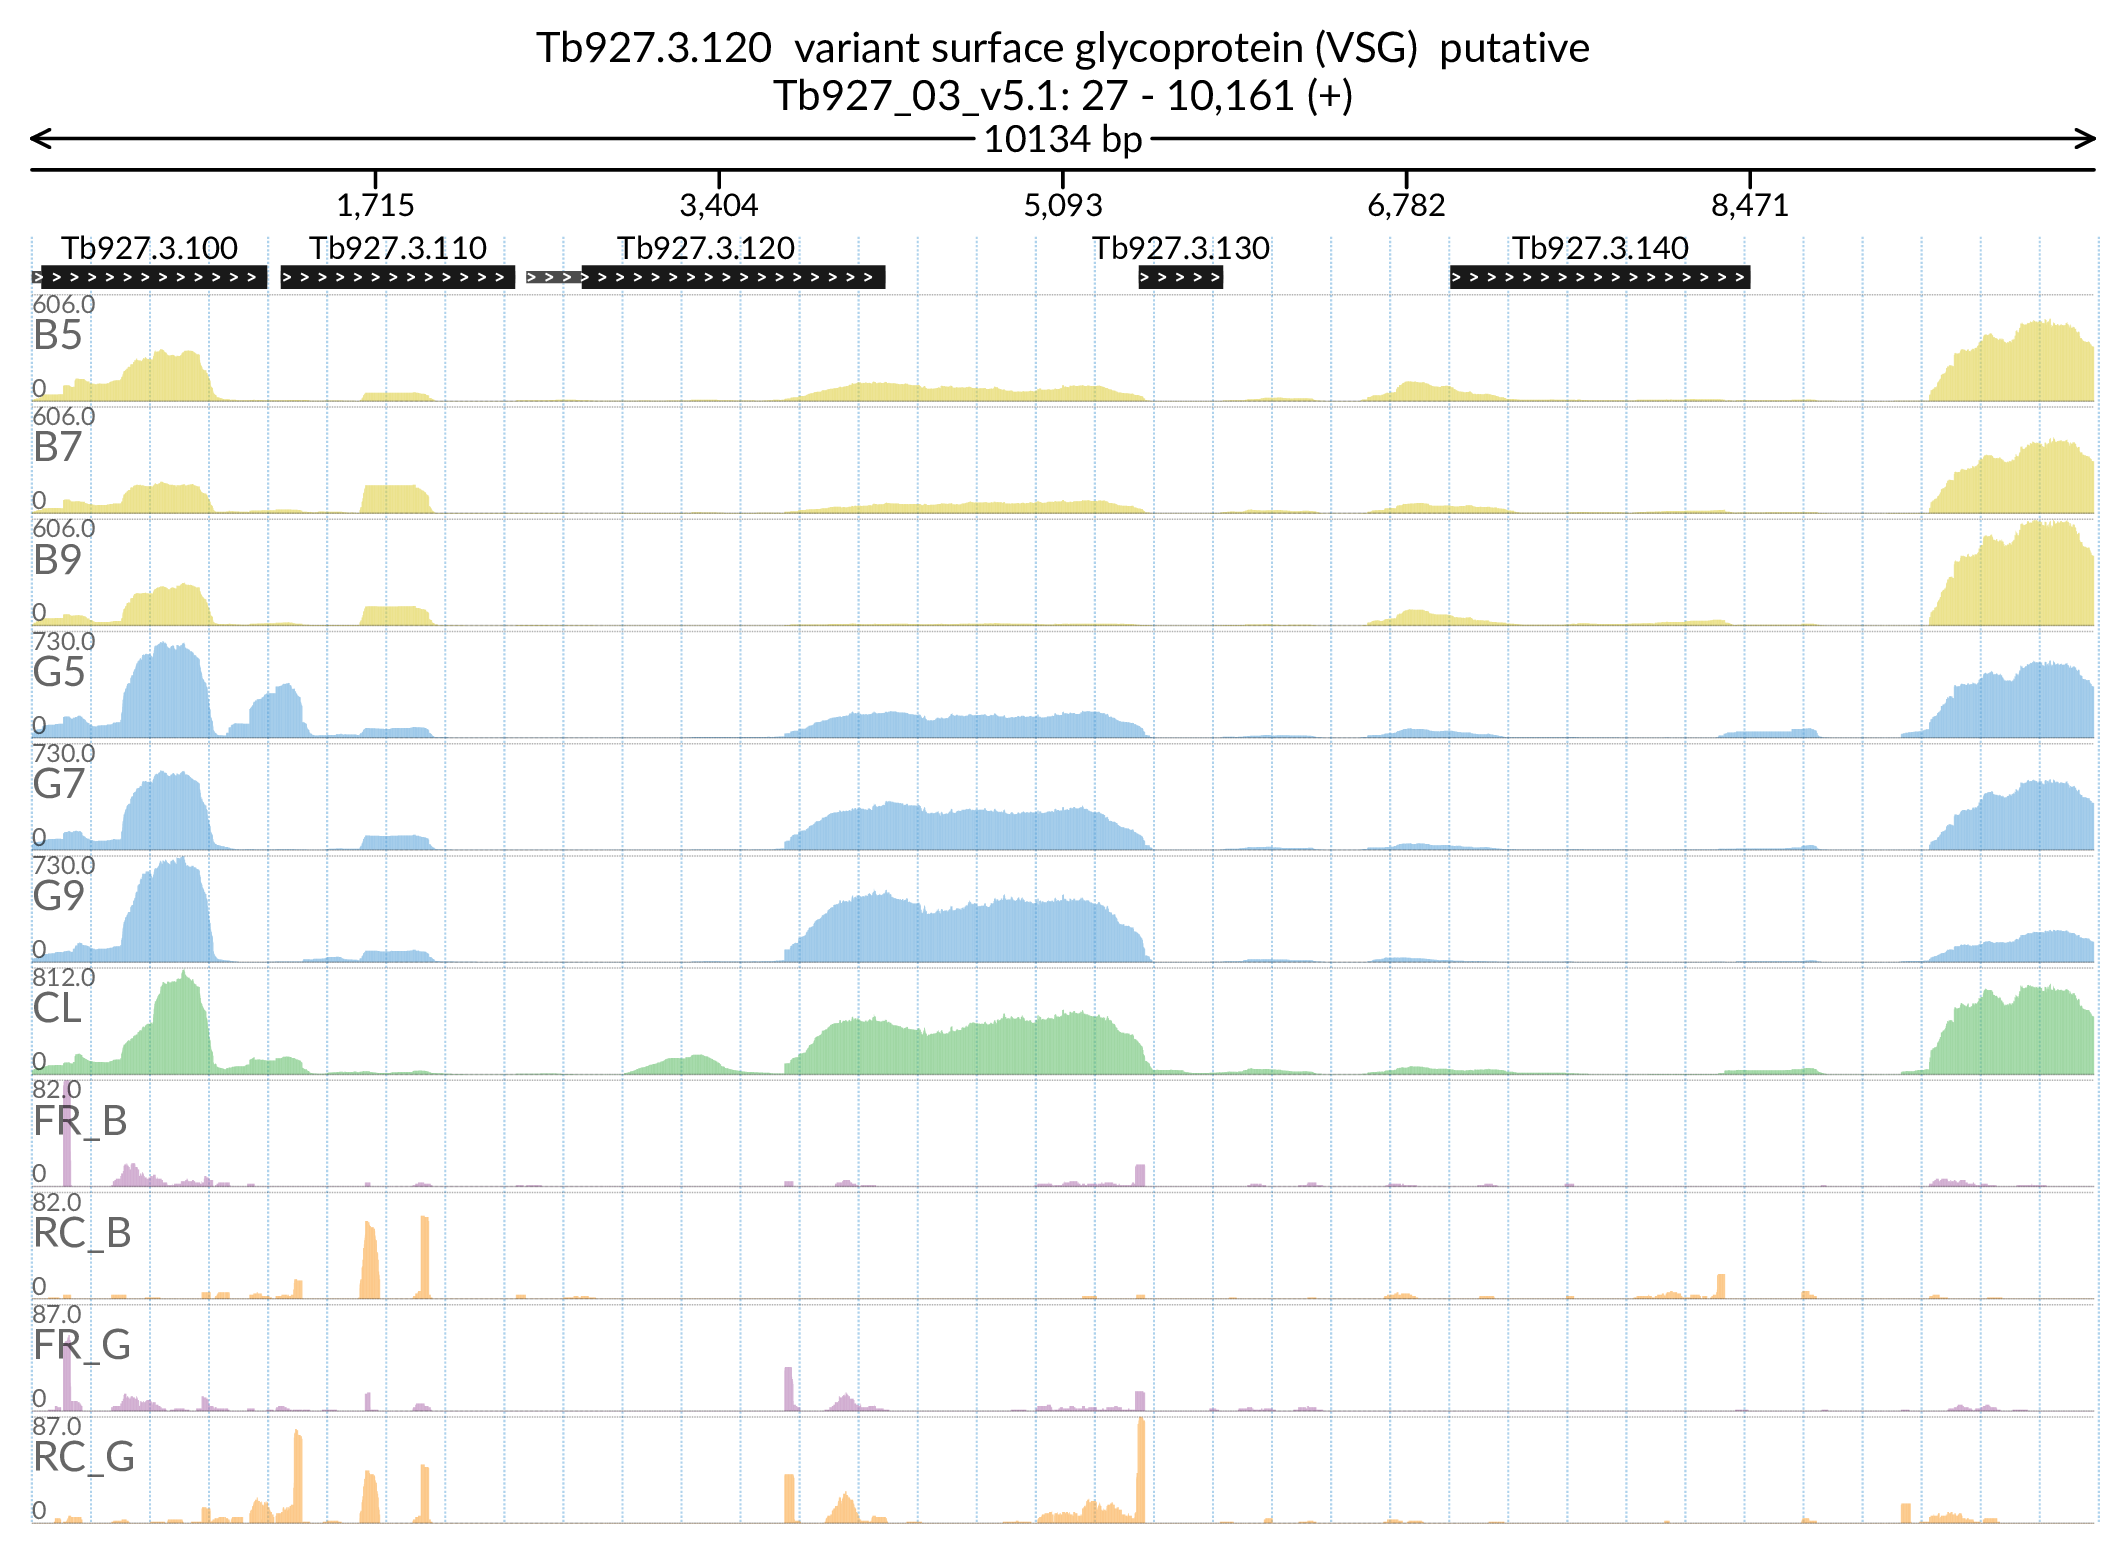 Tb927.3.120  variant surface glycoprotein (VSG)  putative
Tb927_03_v5.1: 27 - 10,161 (+)
10134 bp
1,715 3,404 5,093 6,782 8,471
Tb927.3.100 Tb927.3.110 Tb927.3.120 Tb927.3.130 Tb927.3.140
606.0
B5
0
606.0
B7
0
606.0
B9
0
730.0
G5
0
730.0
G7
0
730.0
G9
0
812.0
CL
0
82.0
FR_B
0
82.0
RC_B
0
87.0
FR_G
0
87.0
RC_G
0